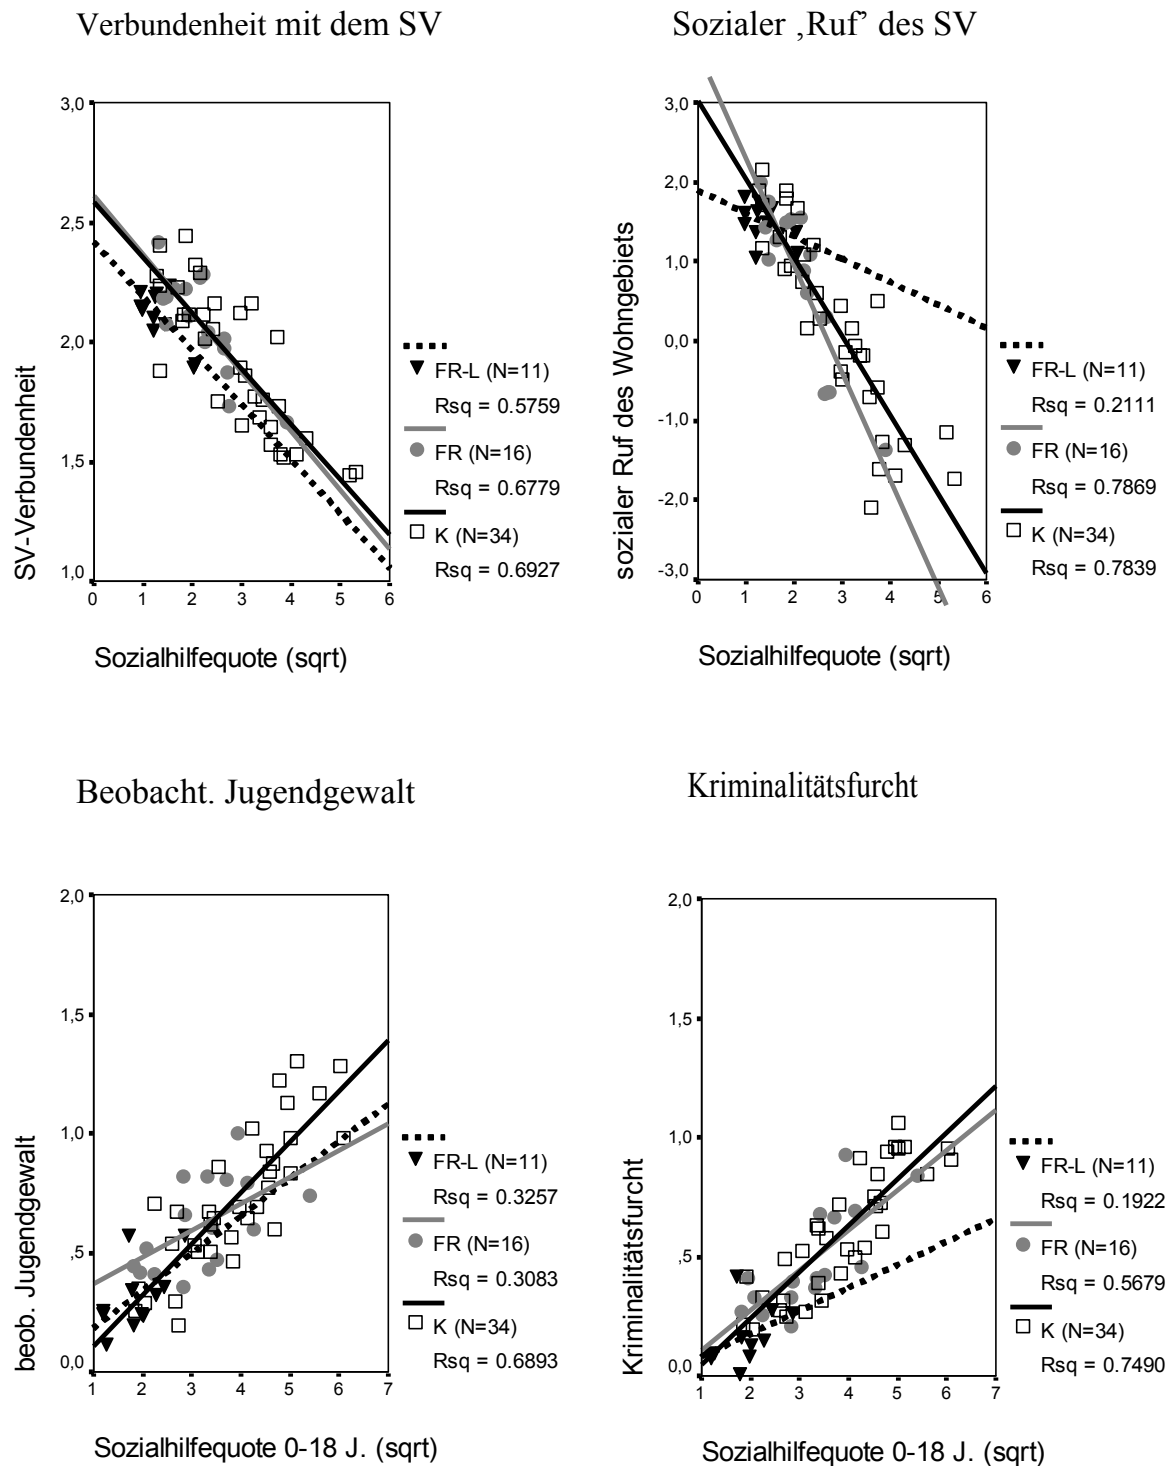 Verbundenheit mit dem SV
3,0
2,5
2,0
1,5
1,0
0 1 2 3 4 5 6
SV-Verbundenheit
Sozialhilfequote (sqrt)
FR-L (N=11)
Rsq = 0.5759
FR (N=16)
Rsq = 0.6779
K (N=34)
Rsq = 0.6927
Sozialer ‚Ruf’ des SV
3,0
2,0
1,0
0,0
-1,0
-2,0
-3,0
0 1 2 3 4 5 6
sozialer Ruf des Wohngebiets
Sozialhilfequote (sqrt)
FR-L (N=11)
Rsq = 0.2111
FR (N=16)
Rsq = 0.7869
K (N=34)
Rsq = 0.7839
Beobacht. Jugendgewalt
2,0
1,5
1,0
,5
0,0
1 2 3 4 5 6 7
beob. Jugendgewalt
Sozialhilfequote 0-18 J. (sqrt)
FR-L (N=11)
Rsq = 0.3257
FR (N=16)
Rsq = 0.3083
K (N=34)
Rsq = 0.6893
Kriminalitätsfurcht
2,0
1,5
1,0
,5
0,0
1 2 3 4 5 6 7
Kriminalitätsfurcht
Sozialhilfequote 0-18 J. (sqrt)
FR-L (N=11)
Rsq = 0.1922
FR (N=16)
Rsq = 0.5679
K (N=34)
Rsq = 0.7490